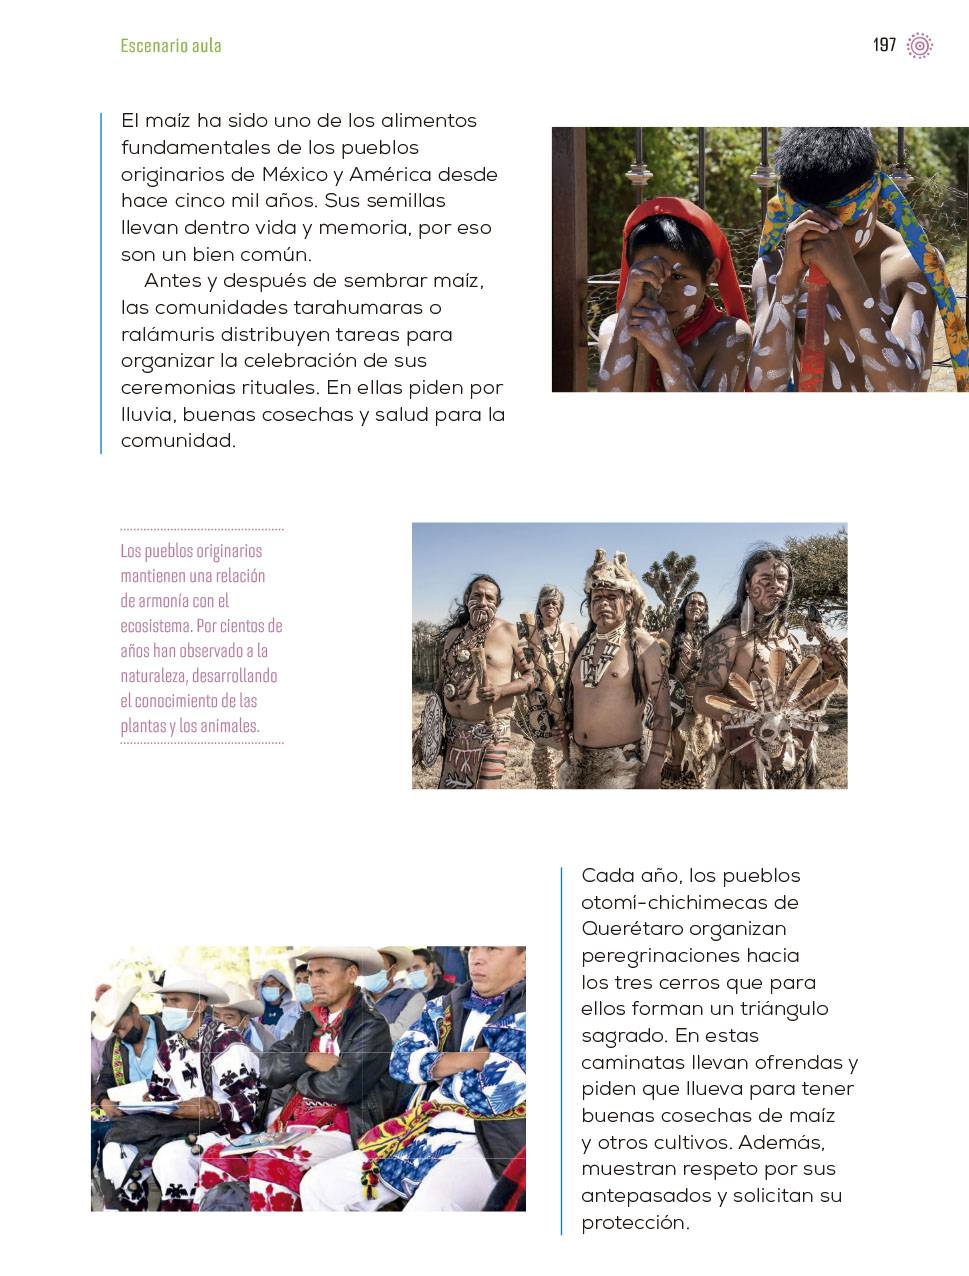 Escenario aula
197
El maíz ha sido uno de los alimentos
fundamentales de los pueblos
originarios de México y América desde
hace cinco mil años. Sus semillas
llevan dentro vida y memoria, por eso
son un bien común.
Antes y después de sembrar maíz,
las comunidades tarahumaras o
ralámuris distribuyen tareas para
organizar la celebración de sus
ceremonias rituales. En ellas piden por
lluvia, buenas cosechas y salud para la
comunidad.
Los pueblos originarios
mantienen una relación
de armonía con el
ecosistema. Por cientos de
años han observado a la
naturaleza, desarrollando
el conocimiento de las
plantas y los animales.
Cada año, los pueblos
otomí-chichimecas de
Querétaro organizan
peregrinaciones hacia
los tres cerros que para
ellos forman un triángulo
sagrado. En estas
caminatas llevan ofrendas y
piden que llueva para tener
buenas cosechas de maíz
y otros cultivos. Además,
muestran respeto por sus
antepasados y solicitan su
protección.